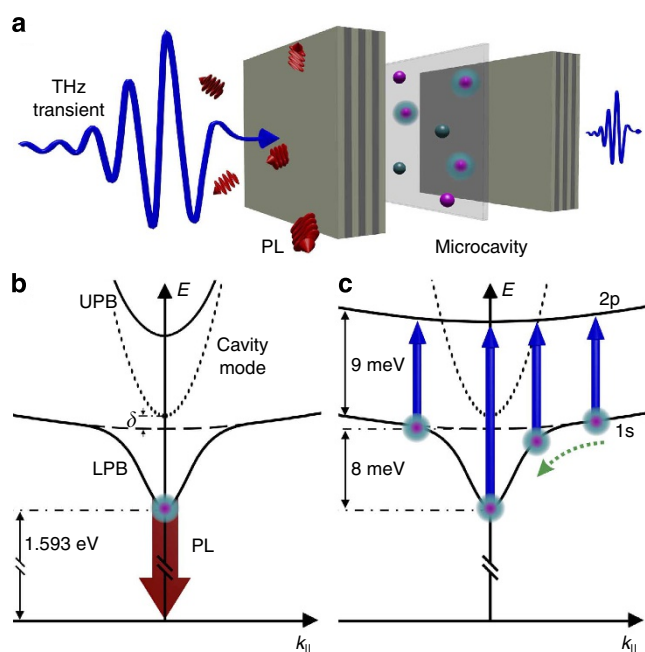 a
THz
transient
PL
Microcavity
b
E
UPB
Cavity
mode
δ
LPB
1.593 eV
PL
k||
c
E
2p
9 meV
1s
8 meV
k||